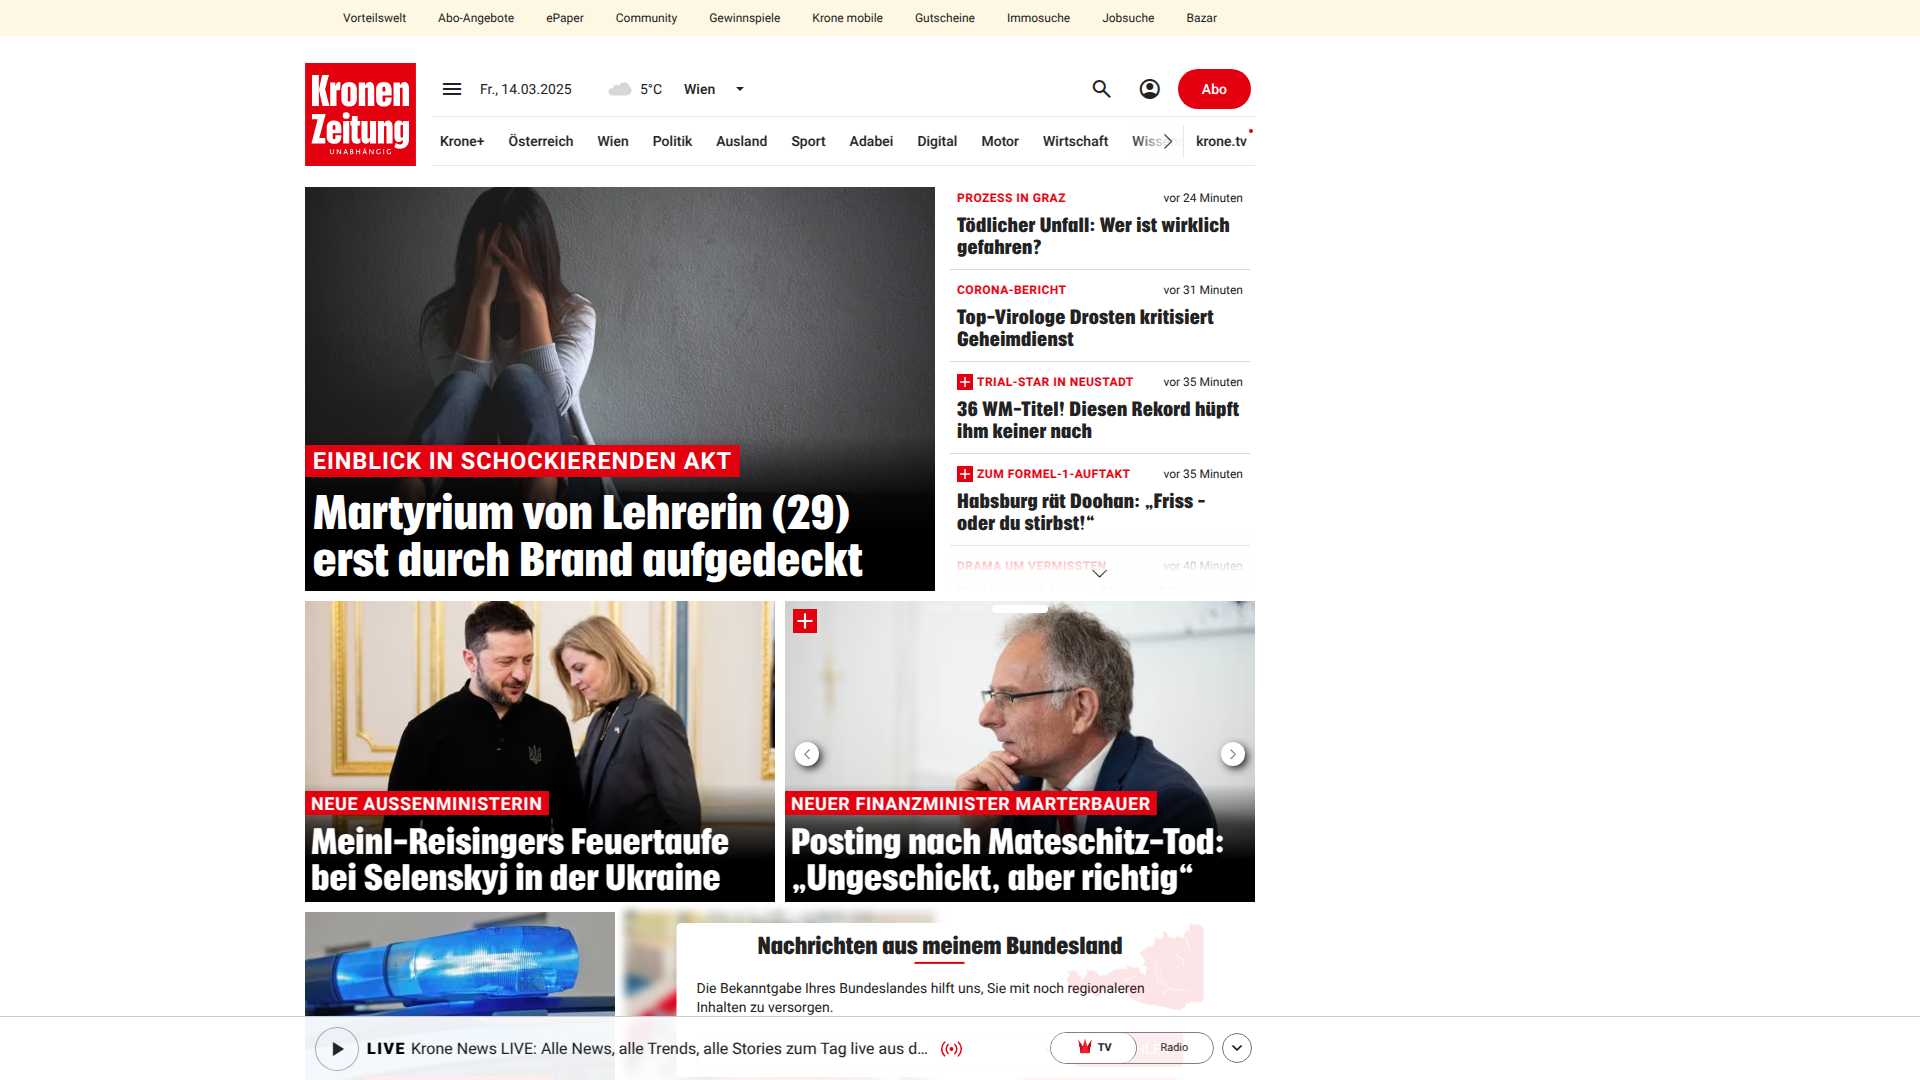 Vorteilswelt Abo-Angebote ePaper Community Gewinnspiele Krone mobile Gutscheine Immosuche Jobsuche Bazar
Kronen
Zeitung
UNABHÄNGIG
Fr., 14.03.2025 5°C Wien
Abo
Krone+ Österreich Wien Politik Ausland Sport Adabei Digital Motor Wirtschaft krone.tv
EINBLICK IN SCHOCKIERENDEN AKT
Martyrium von Lehrerin (29)
erst durch Brand aufgedeckt
PROZESS IN GRAZ vor 24 Minuten
Tödlicher Unfall: Wer ist wirklich
gefahren?
CORONA-BERICHT vor 31 Minuten
Top-Virologe Drosten kritisiert
Geheimdienst
TRIAL-STAR IN NEUSTADT vor 35 Minuten
36 WM-Titel! Diesen Rekord hüpft
ihm keiner nach
ZUM FORMEL-1-AUFTAKT vor 35 Minuten
Habsburg rät Doohan: „Friss -
oder du stirbst!“
DRAMA UM VERMISSTEN vor 40 Minuten
NEUE AUSSENMINISTERIN
Meinl-Reisingers Feuertaufe
bei Selenskyj in der Ukraine
NEUER FINANZMINISTER MARTERBAUER
Posting nach Mateschitz-Tod:
„Ungeschickt, aber richtig“
Nachrichten aus meinem Bundesland
Die Bekanntgabe Ihres Bundeslandes hilft uns, Sie mit noch regionaleren
Inhalten zu versorgen.
LIVE Krone News LIVE: Alle News, alle Trends, alle Stories zum Tag live aus d...
TV Radio